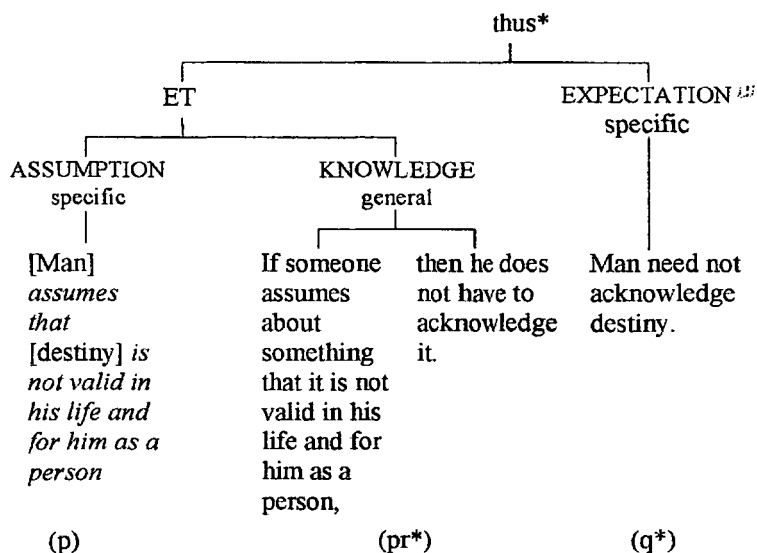 thus*
ET
EXPECTATION
specific
ASSUMPTION
specific
KNOWLEDGE
general
[Man]
assumes
that
[destiny] is
not valid in
his life and
for him as a
person
If someone
assumes
about
something
that it is not
valid in his
life and for
him as a
person,
then he does
not have to
acknowledge
it.
Man need not
acknowledge
destiny.
(p)
(pr*)
(q*)